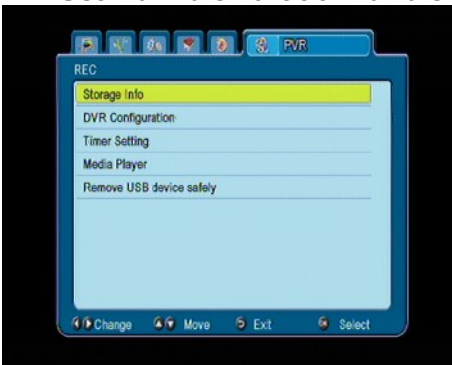 PVR
REC
Storage Info
DVR Configuration
Timer Setting
Media Player
Remove USB device safely
Change Move Exit Select